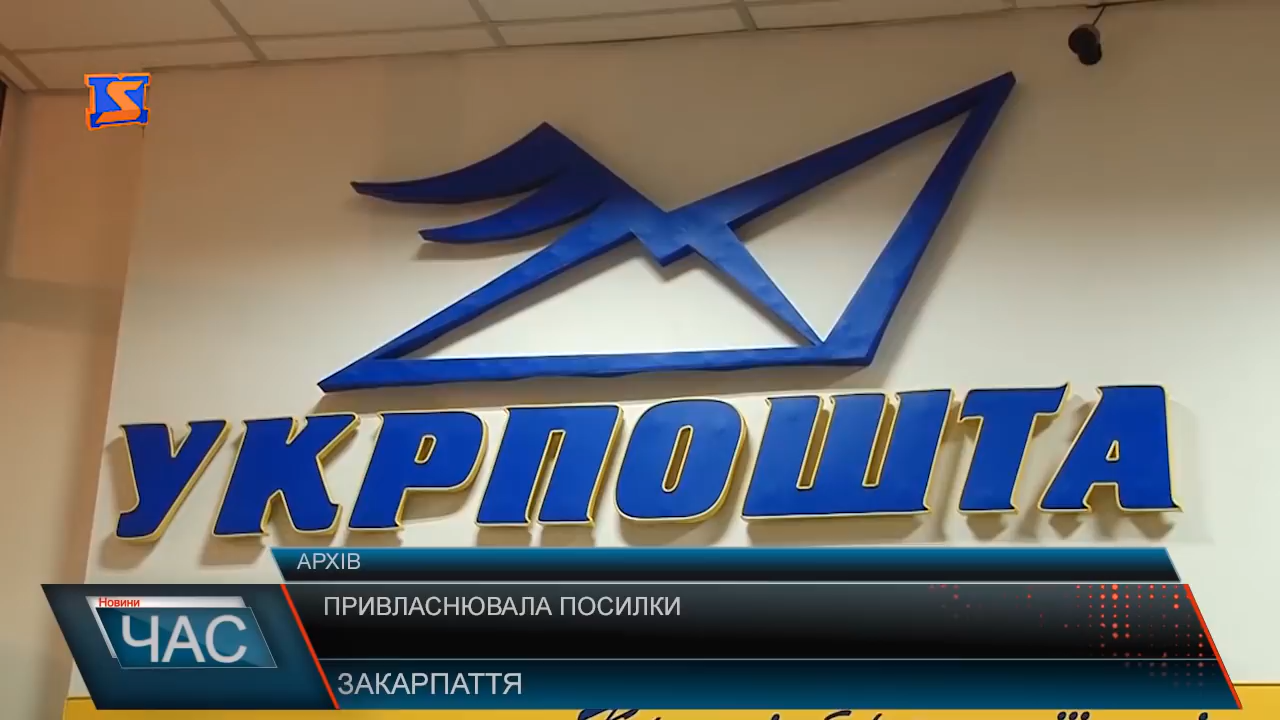 УКРПОШТА
АРХІВ
ПРИВЛАСНЮВАЛА ПОСИЛКИ
Новини
ЧАС
ЗАКАРПАТТЯ